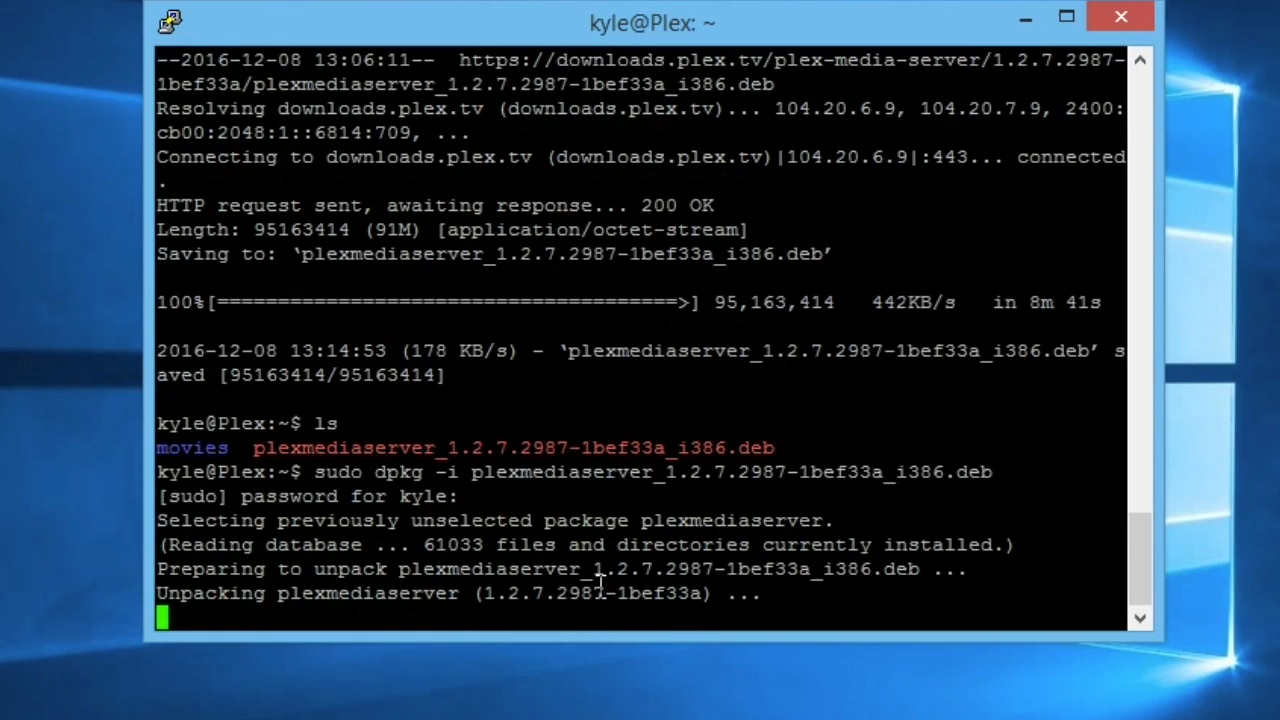 kyle@Plex: ~
--2016-12-08 13:06:11--  https://downloads.plex.tv/plex-media-server/1.2.7.2987-
1bef33a/plexmediaserver_1.2.7.2987-1bef33a_i386.deb
Resolving downloads.plex.tv (downloads.plex.tv)... 104.20.6.9, 104.20.7.9, 2400:
cb00:2048:1::6814:709, ...
Connecting to downloads.plex.tv (downloads.plex.tv)|104.20.6.9|:443... connected
.
HTTP request sent, awaiting response... 200 OK
Length: 95163414 (91M) [application/octet-stream]
Saving to: ‘plexmediaserver_1.2.7.2987-1bef33a_i386.deb’
100%[======================================>] 95,163,414   442KB/s   in 8m 41s
2016-12-08 13:14:53 (178 KB/s) - ‘plexmediaserver_1.2.7.2987-1bef33a_i386.deb’ s
aved [95163414/95163414]
kyle@Plex:~$ ls
movies  plexmediaserver_1.2.7.2987-1bef33a_i386.deb
kyle@Plex:~$ sudo dpkg -i plexmediaserver_1.2.7.2987-1bef33a_i386.deb
[sudo] password for kyle:
Selecting previously unselected package plexmediaserver.
(Reading database ... 61033 files and directories currently installed.)
Preparing to unpack plexmediaserver_1.2.7.2987-1bef33a_i386.deb ...
Unpacking plexmediaserver (1.2.7.2987-1bef33a) ...